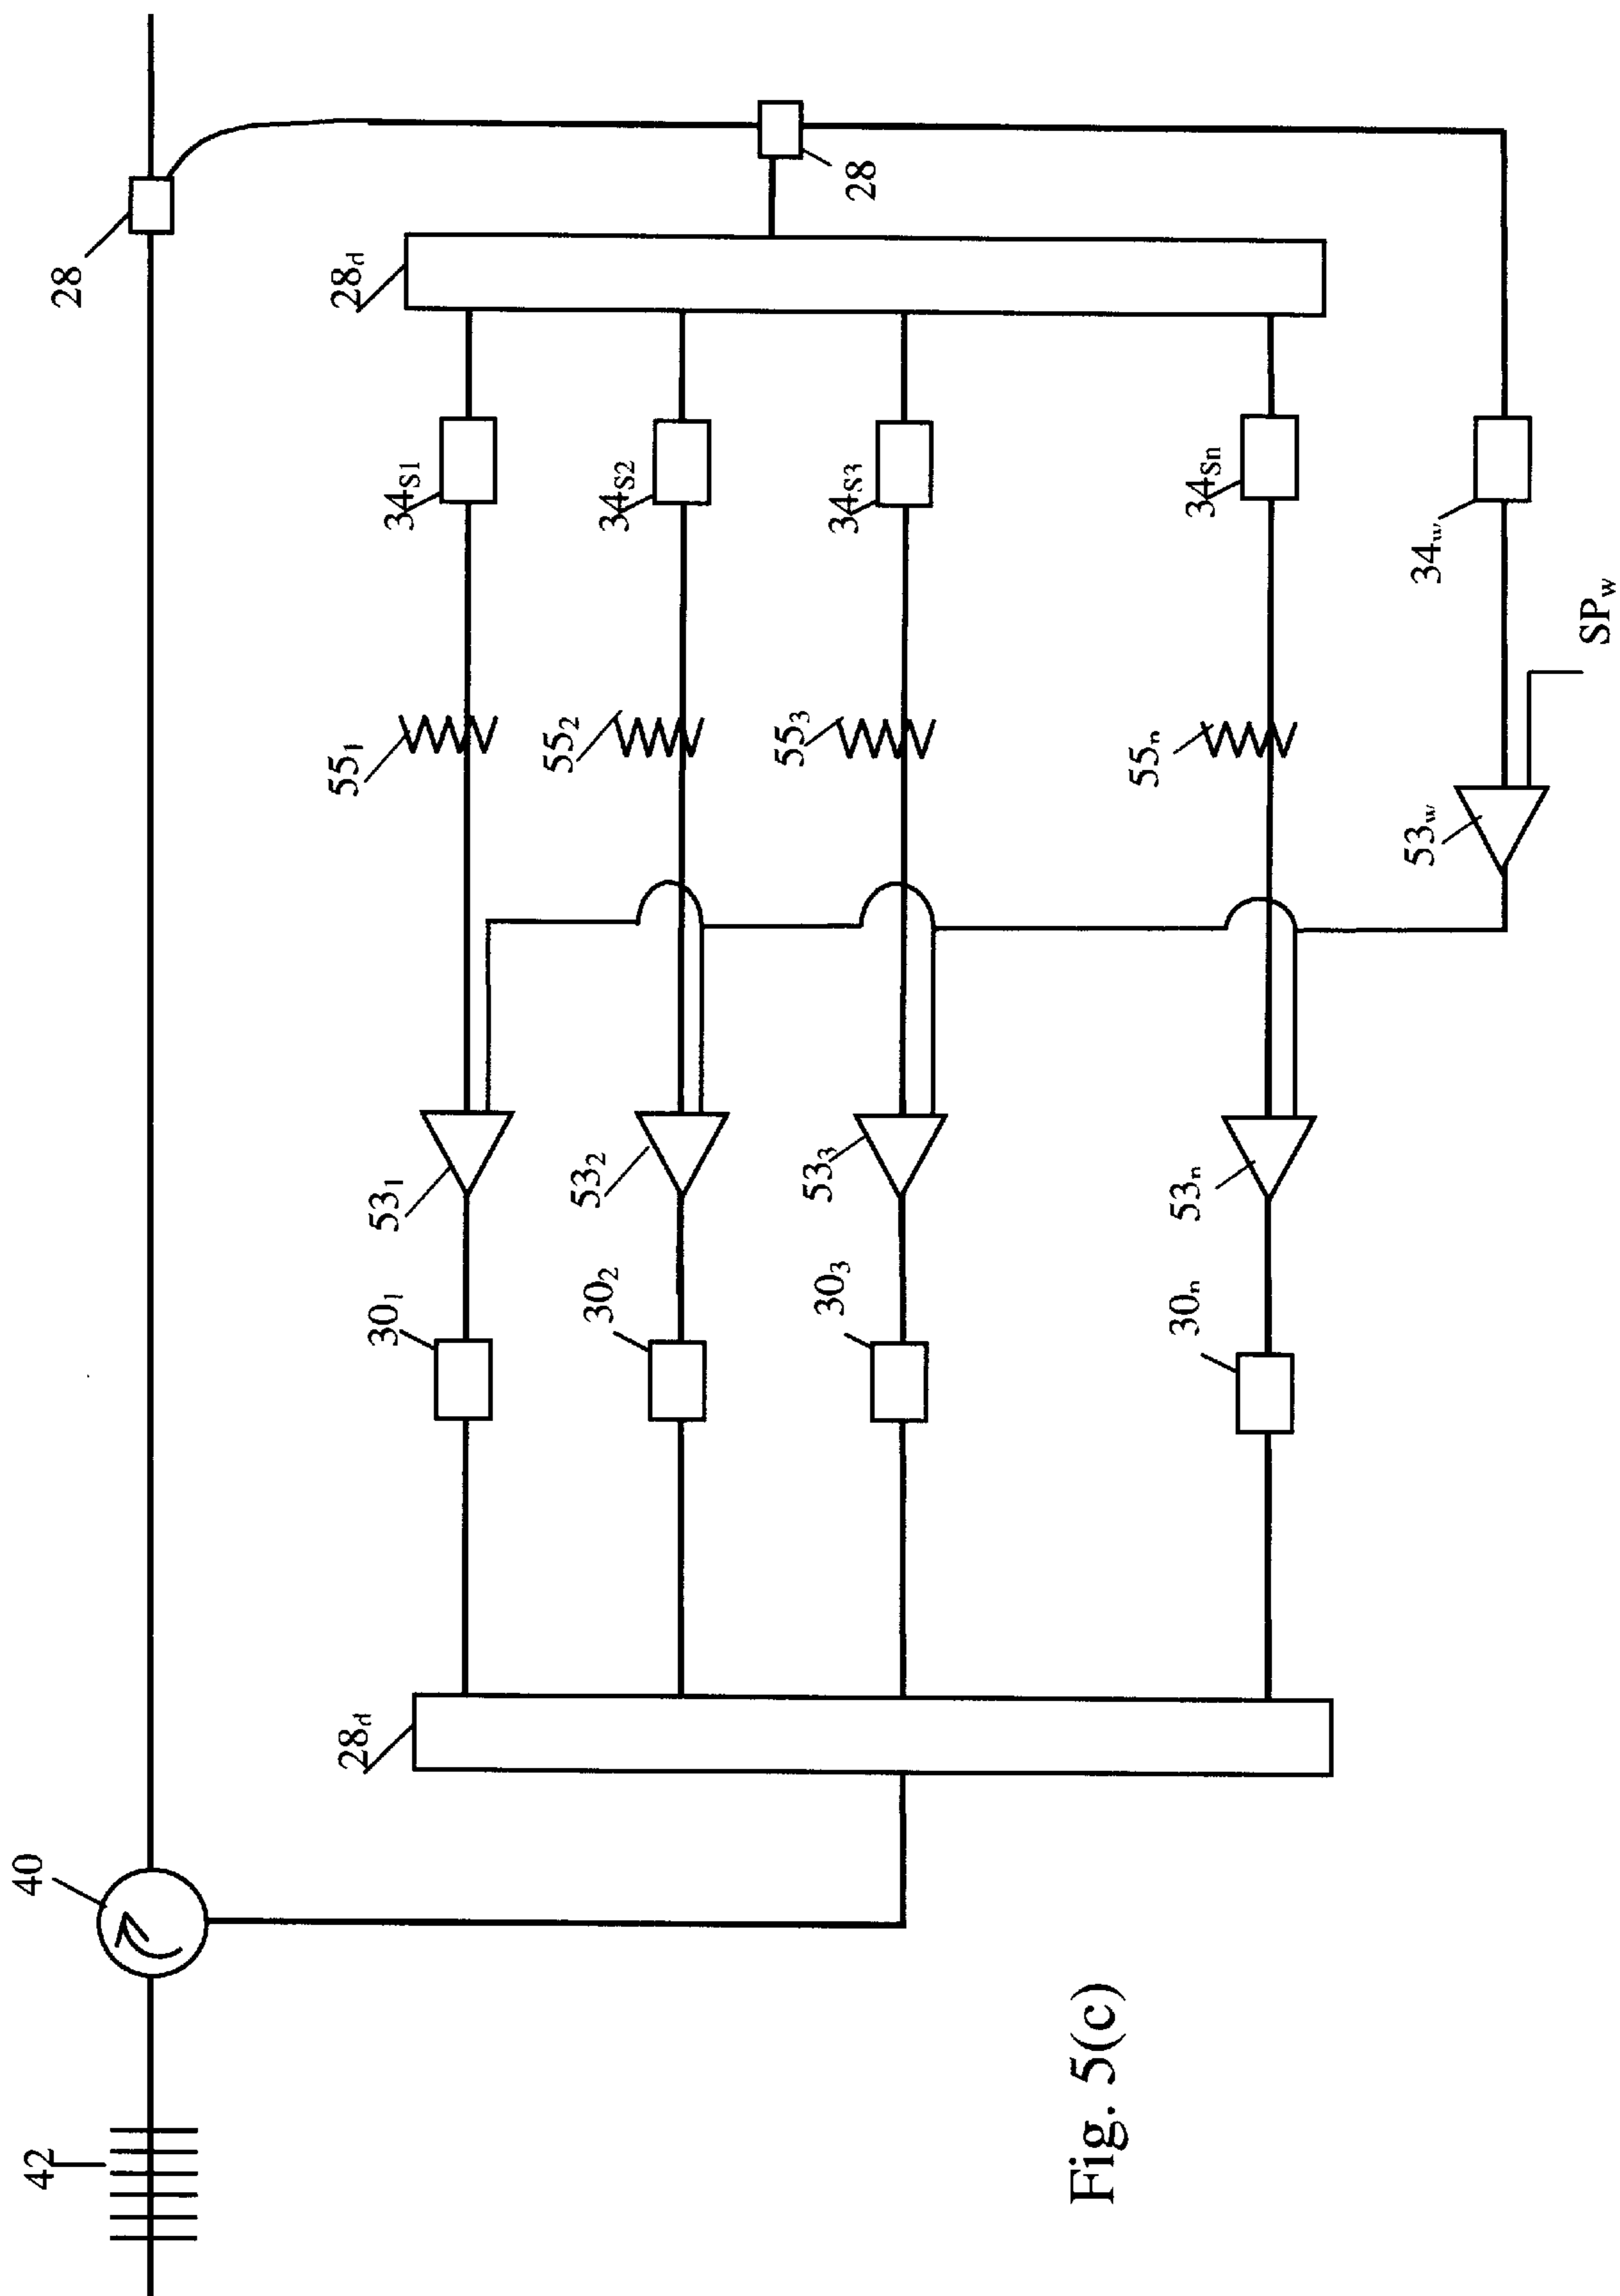 42
40
28
28
28d
28d
30₁
53₁
55₁
34S1
30₂
53₂
55₂
34S2
30₃
53₃
55₃
34S3
30n
53n
55n
34Sn
53w
34w
SPw
Fig. 5(c)